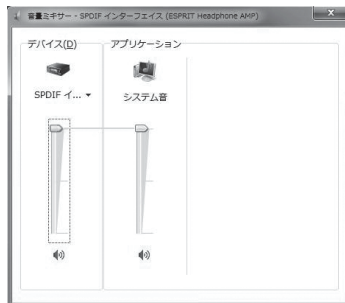 音量ミキサー - SPDIF インターフェイス (ESPRIT Headphone AMP)
デバイス(D)
アプリケーション
SPDIF イ...
システム音